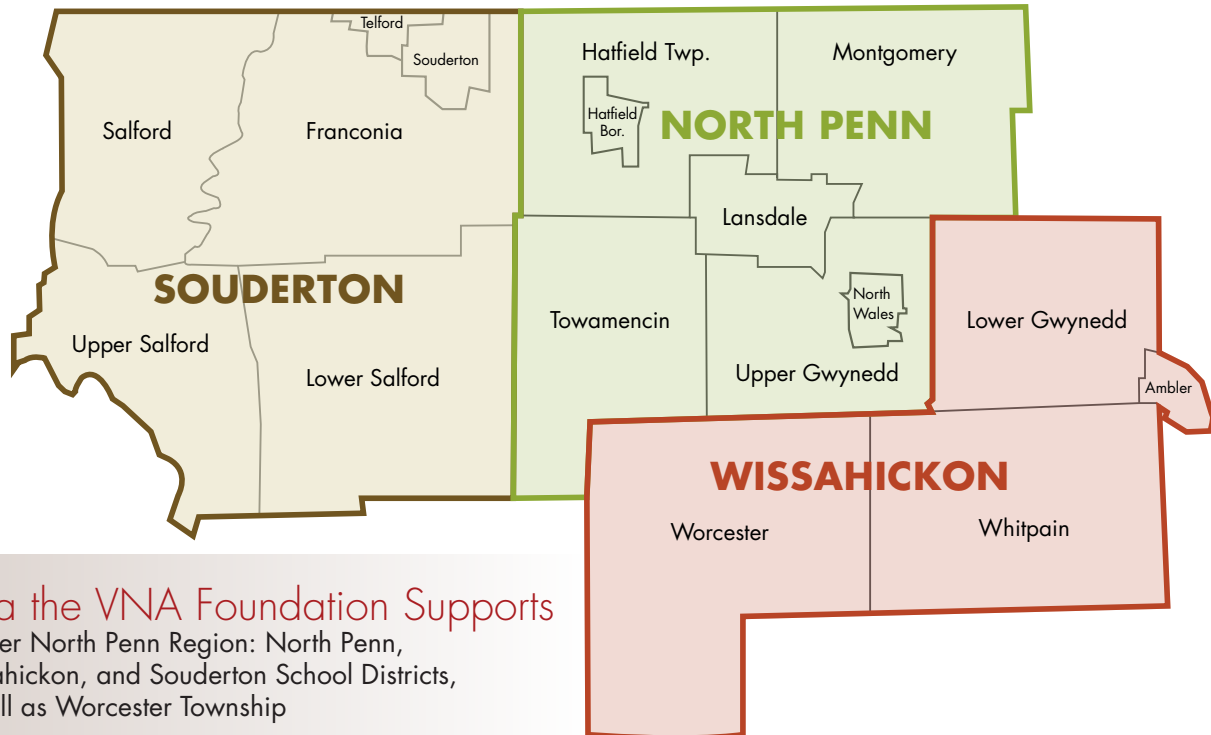 Telford
Souderton
Hatfield Twp.
Montgomery
Salford
Franconia
Hatfield
Bor.
NORTH PENN
Lansdale
SOUDERTON
North
Wales
Towamencin
Lower Gwynedd
Upper Salford
Upper Gwynedd
Lower Salford
Ambler
WISSAHICKON
Worcester
Whitpain
a the VNA Foundation Supports
er North Penn Region: North Penn,
ahickon, and Souderton School Districts,
ll as Worcester Township